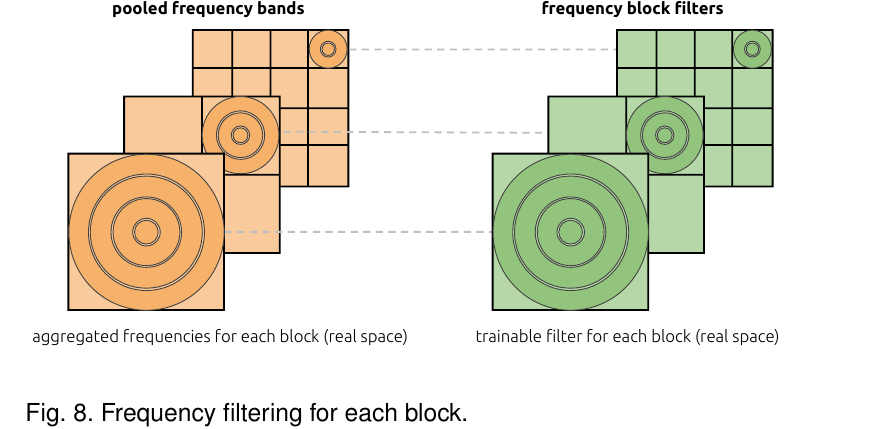 pooled frequency bands
frequency block filters
aggregated frequencies for each block (real space)
trainable filter for each block (real space)
Fig. 8. Frequency filtering for each block.